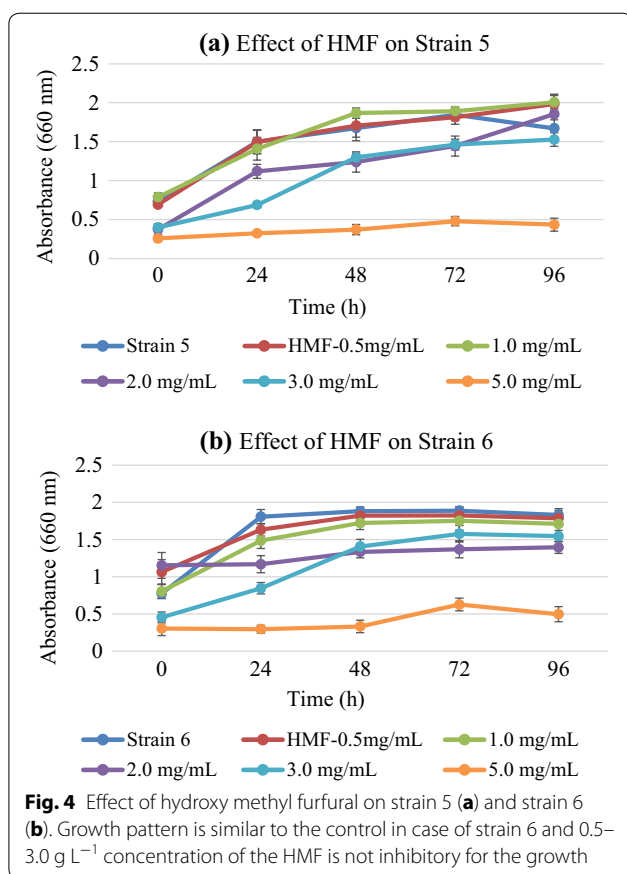 (a) Effect of HMF on Strain 5
Absorbance (660 nm)
2.5
2
1.5
1
0.5
0
0 24 48 72 96
Time (h)
Strain 5 HMF-0.5mg/mL 1.0 mg/mL
2.0 mg/mL 3.0 mg/mL 5.0 mg/mL
(b) Effect of HMF on Strain 6
Absorbance (660 nm)
2.5
2
1.5
1
0.5
0
0 24 48 72 96
Time (h)
Strain 6 HMF-0.5mg/mL 1.0 mg/mL
2.0 mg/mL 3.0 mg/mL 5.0 mg/mL
Fig. 4 Effect of hydroxy methyl furfural on strain 5 (a) and strain 6
(b). Growth pattern is similar to the control in case of strain 6 and 0.5–
3.0 g L⁻¹ concentration of the HMF is not inhibitory for the growth